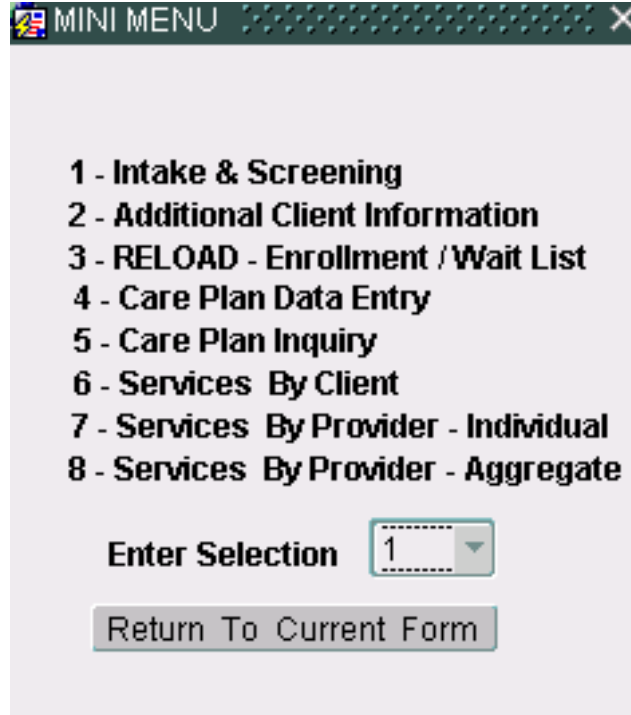 MINI MENU
1 - Intake & Screening
2 - Additional Client Information
3 - RELOAD - Enrollment / Wait List
4 - Care Plan Data Entry
5 - Care Plan Inquiry
6 - Services By Client
7 - Services By Provider - Individual
8 - Services By Provider - Aggregate
Enter Selection 1
Return To Current Form